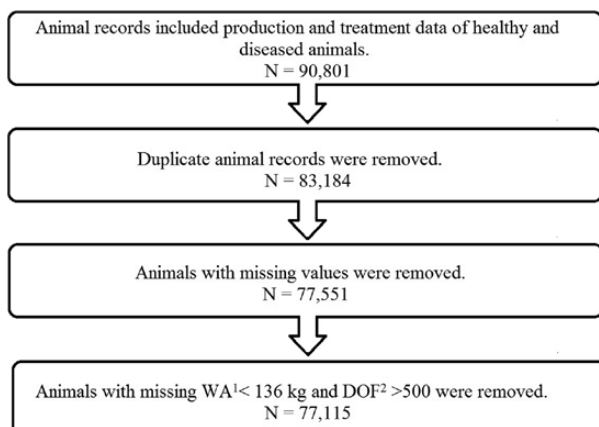 Animal records included production and treatment data of healthy and
diseased animals.
N = 90,801
Duplicate animal records were removed.
N = 83,184
Animals with missing values were removed.
N = 77,551
Animals with missing WA¹< 136 kg and DOF² >500 were removed.
N = 77,115